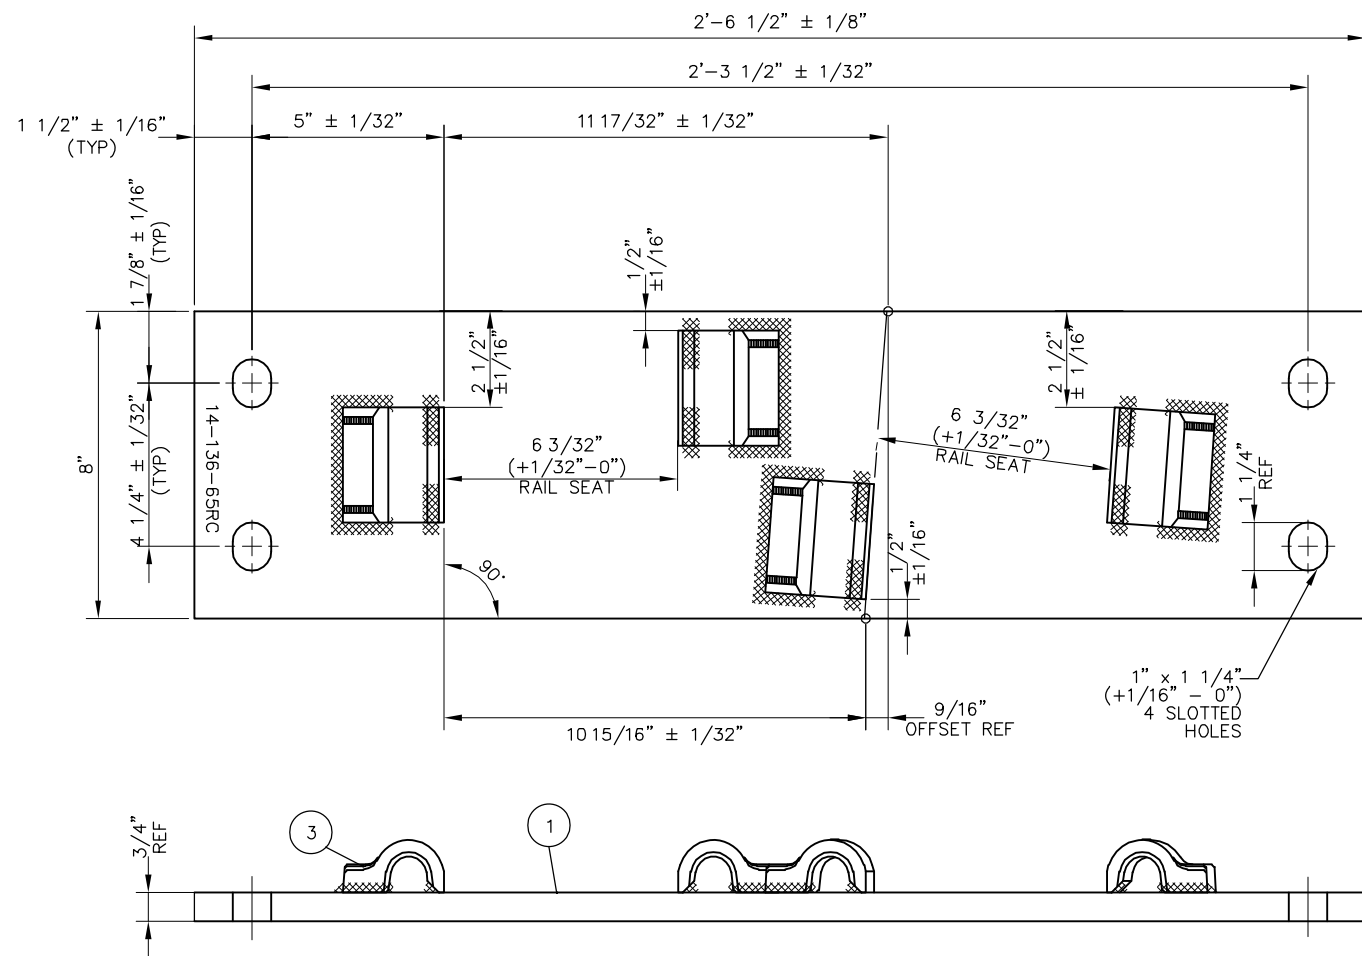 2'-6 1/2" ± 1/8"
2'-3 1/2" ± 1/32"
1 1/2" ± 1/16"
(TYP)
5" ± 1/32"
11 17/32" ± 1/32"
1 7/8" ± 1/16"
(TYP)
1/2"
±1/16"
2 1/2"
±1/16"
2 1/2"
± 1/16"
8"
4 1/4" ± 1/32"
(TYP)
14-136-65RC
6 3/32"
(+1/32"-0")
RAIL SEAT
6 3/32"
(+1/32"-0")
RAIL SEAT
1 1/4"
REF
90°
1/2"
±1/16"
1" x 1 1/4"
(+1/16" - 0")
4 SLOTTED
HOLES
10 15/16" ± 1/32"
9/16"
OFFSET REF
3/4"
REF
3
1